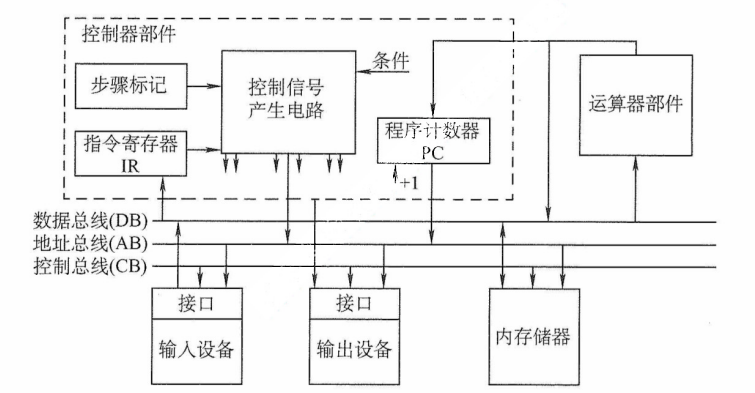 控制器部件
条件
步骤标记
控制信号
产生电路
运算器部件
指令寄存器
IR
程序计数器
PC
+1
数据总线(DB)
地址总线(AB)
控制总线(CB)
接口
输入设备
接口
输出设备
内存储器